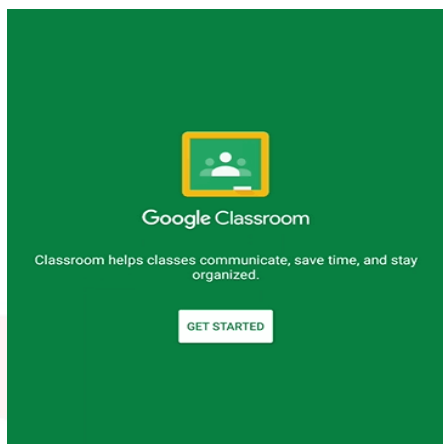 Google Classroom
Classroom helps classes communicate, save time, and stay
organized.
GET STARTED